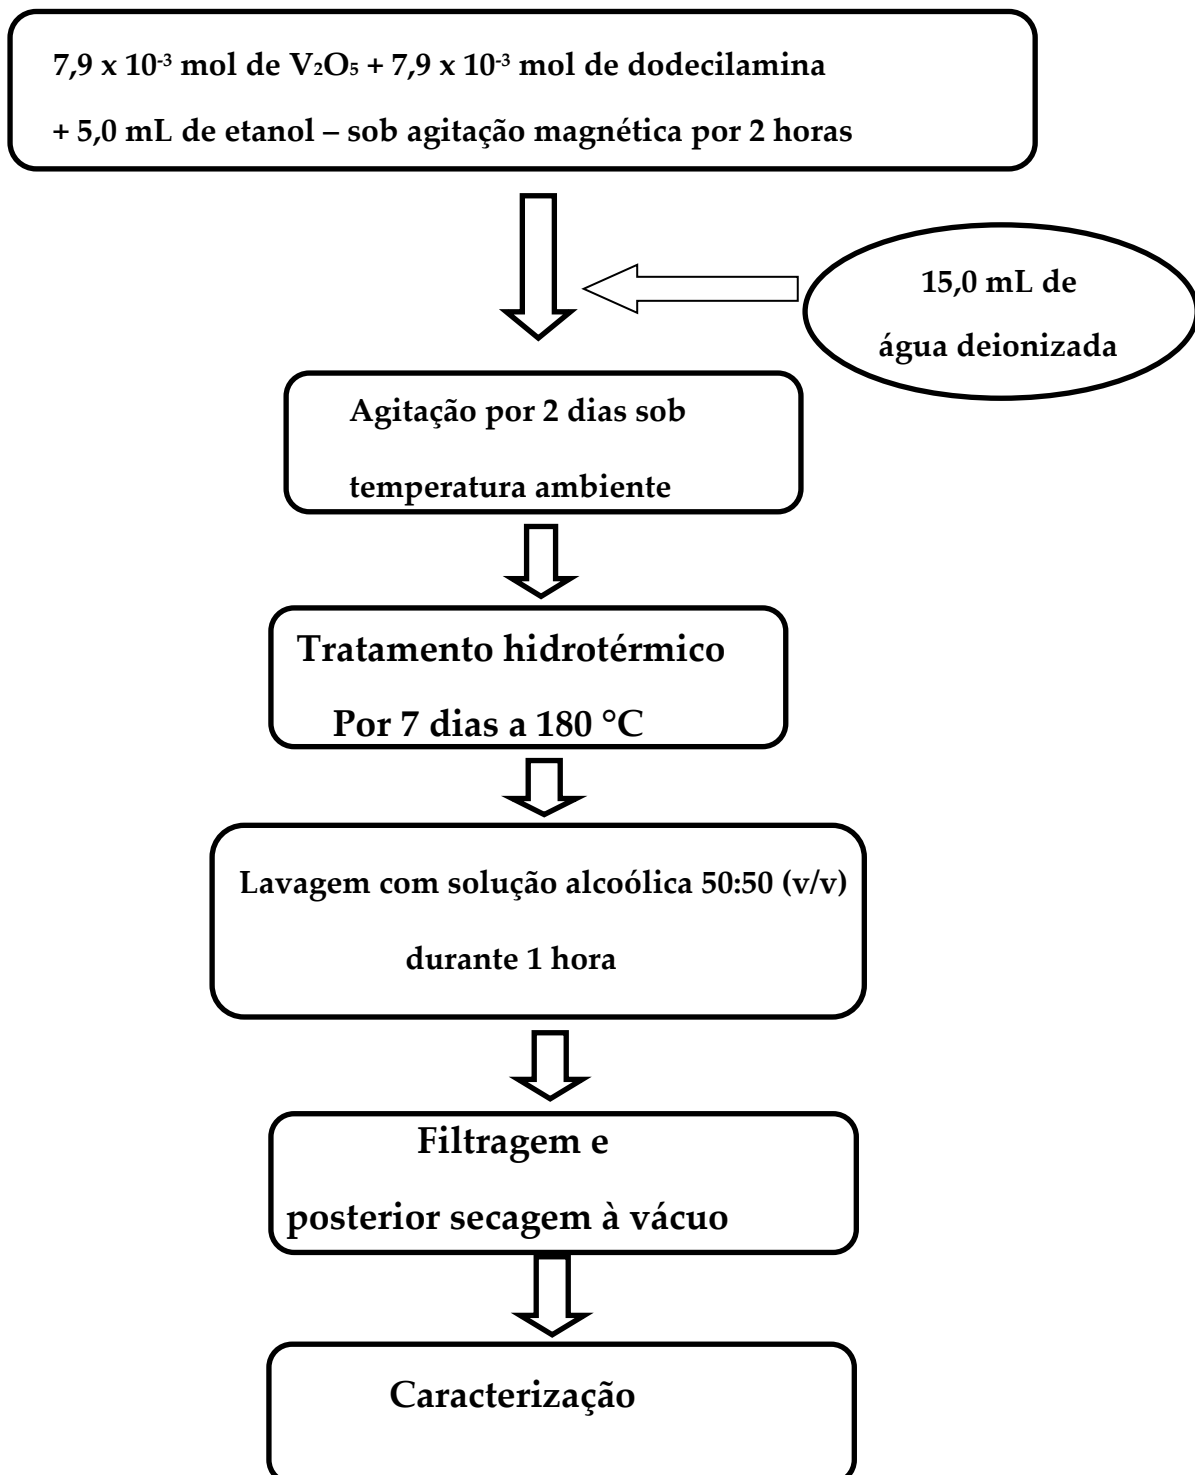 7,9 x 10⁻³ mol de V₂O₅ + 7,9 x 10⁻³ mol de dodecilamina
+ 5,0 mL de etanol – sob agitação magnética por 2 horas
15,0 mL de
água deionizada
Agitação por 2 dias sob
temperatura ambiente
Tratamento hidrotérmico
Por 7 dias a 180 °C
Lavagem com solução alcoólica 50:50 (v/v)
durante 1 hora
Filtragem e
posterior secagem à vácuo
Caracterização